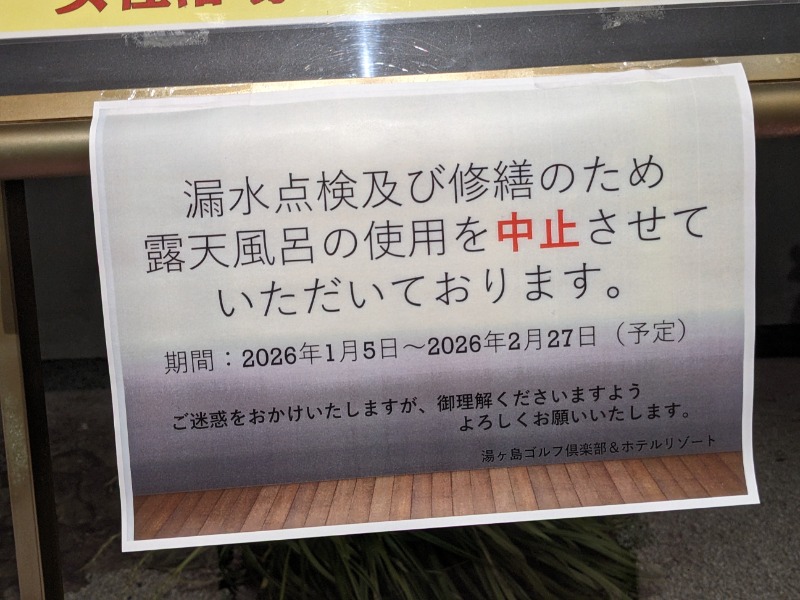 漏水点検及び修繕のため
露天風呂の使用を中止させて
いただいております。
期間：2026年1月5日～2026年2月27日（予定）
ご迷惑をおかけいたしますが、御理解くださいますよう
よろしくお願いいたします。
湯ヶ島ゴルフ倶楽部＆ホテルリゾート